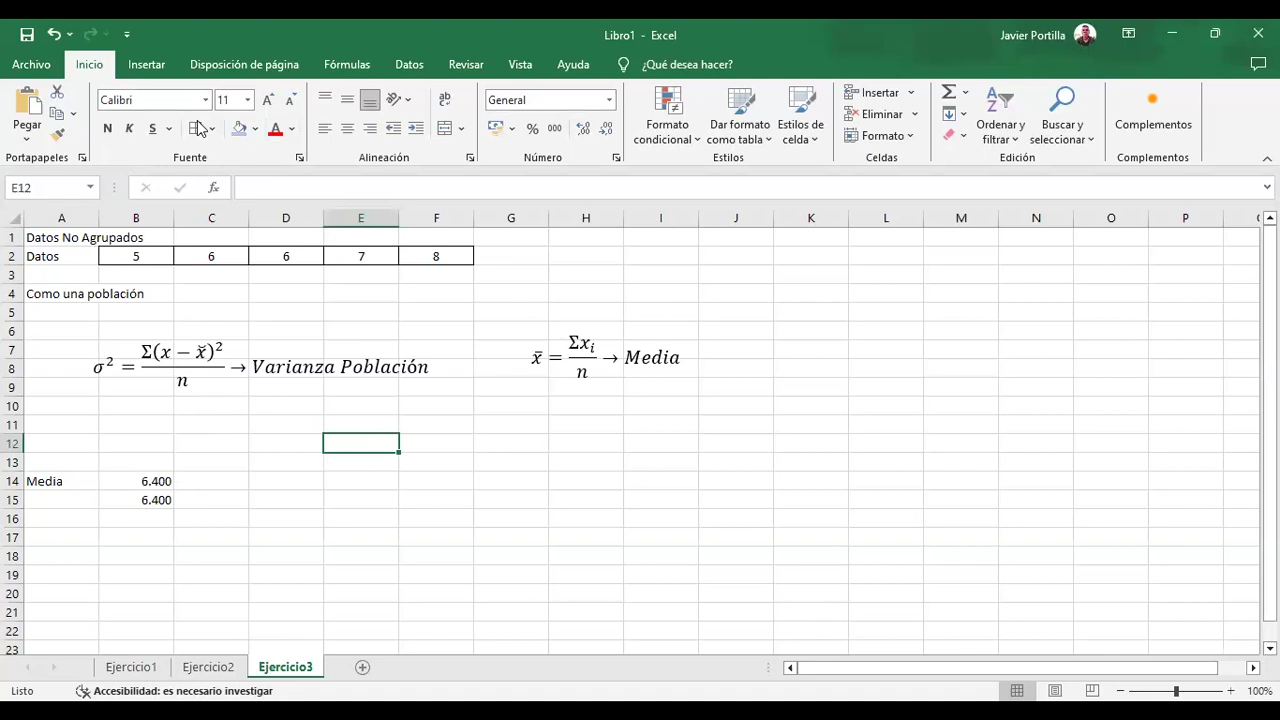 Libro1 - Excel
Javier Portilla
Archivo Inicio Insertar Disposición de página Fórmulas Datos Revisar Vista Ayuda ¿Qué desea hacer?
Pegar
Portapapeles
Calibri 11
N K S
A
Fuente
ab
Alineación
General
% 000
Número
Formato condicional
Dar formato como tabla
Estilos de celda
Estilos
Insertar
Eliminar
Formato
Celdas
Σ
Ordenar y filtrar
Buscar y seleccionar
Edición
Complementos
Complementos
E12 fx
A B C D E F G H I J K L M N O P
1 Datos No Agrupados
2 Datos 5 6 6 7 8
3
4 Como una población
5
6
7
8
9
σ² = Σ(x − x̌)² / n → Varianza Población
x̄ = Σxᵢ / n → Media
10
11
12
13
14 Media 6.400
15 6.400
16
17
18
19
20
21
22
23
Ejercicio1 Ejercicio2 Ejercicio3
Listo Accesibilidad: es necesario investigar 100%